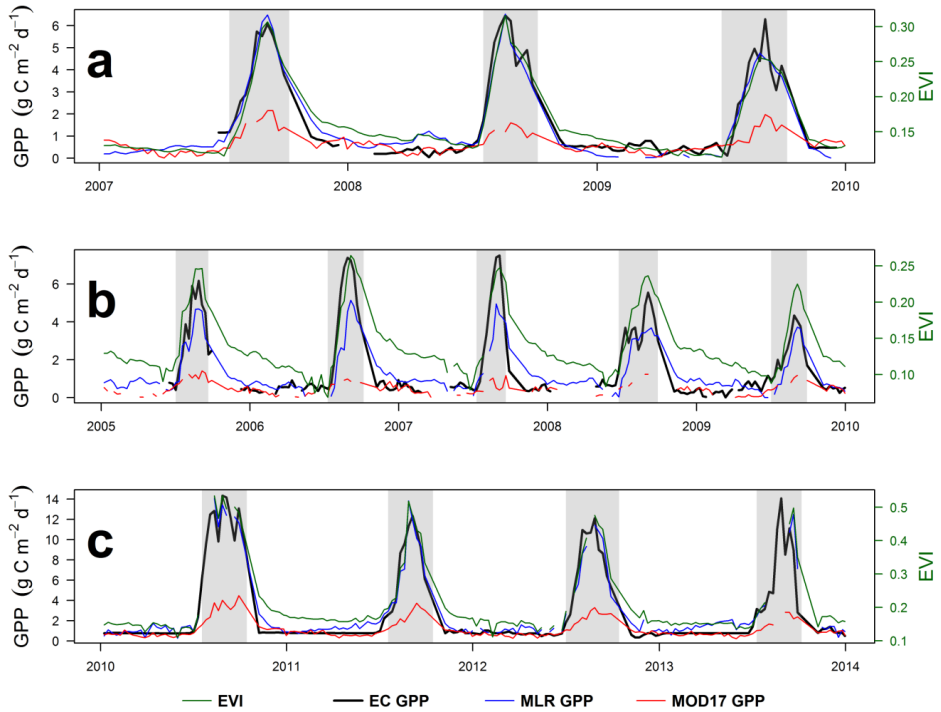 a
GPP (g C m−2 d−1)
6
5
4
3
2
1
0
0.30
0.25
0.20
0.15
EVI
2007 2008 2009 2010
b
GPP (g C m−2 d−1)
6
4
2
0
0.25
0.20
0.15
0.10
EVI
2005 2006 2007 2008 2009 2010
c
GPP (g C m−2 d−1)
14
12
10
8
6
4
2
0
0.5
0.4
0.3
0.2
0.1
EVI
2010 2011 2012 2013 2014
EVI EC GPP MLR GPP MOD17 GPP